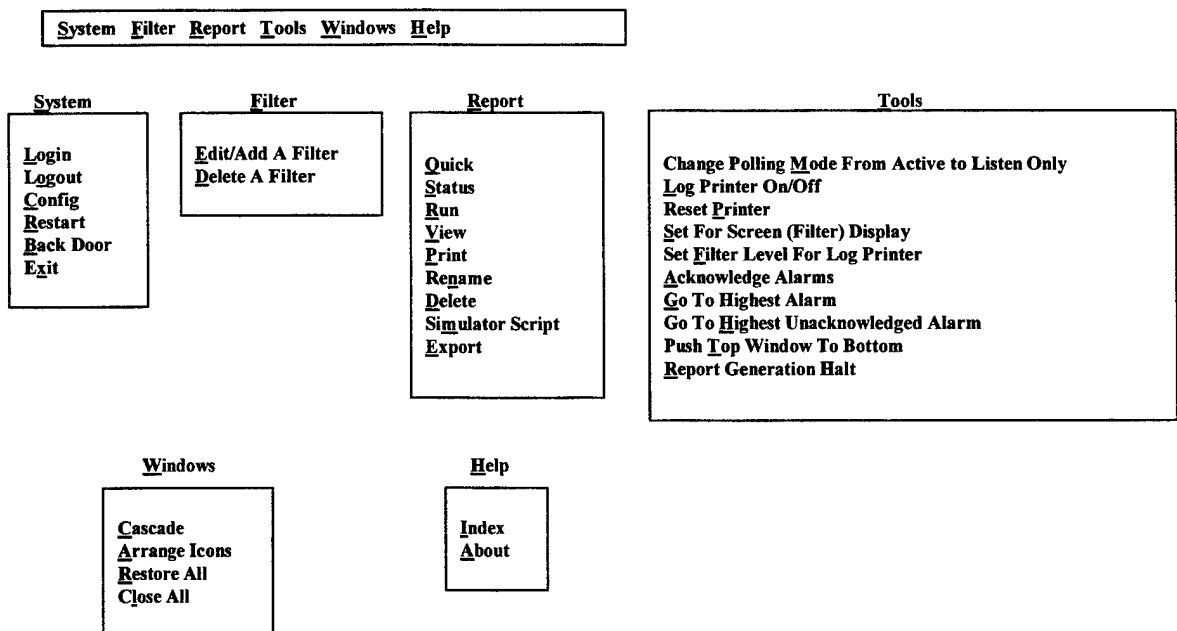 System Filter Report Tools Windows Help
System
Login
Logout
Config
Restart
Back Door
Exit
Filter
Edit/Add A Filter
Delete A Filter
Report
Quick
Status
Run
View
Print
Rename
Delete
Simulator Script
Export
Tools
Change Polling Mode From Active to Listen Only
Log Printer On/Off
Reset Printer
Set For Screen (Filter) Display
Set Filter Level For Log Printer
Acknowledge Alarms
Go To Highest Alarm
Go To Highest Unacknowledged Alarm
Push Top Window To Bottom
Report Generation Halt
Windows
Cascade
Arrange Icons
Restore All
Close All
Help
Index
About